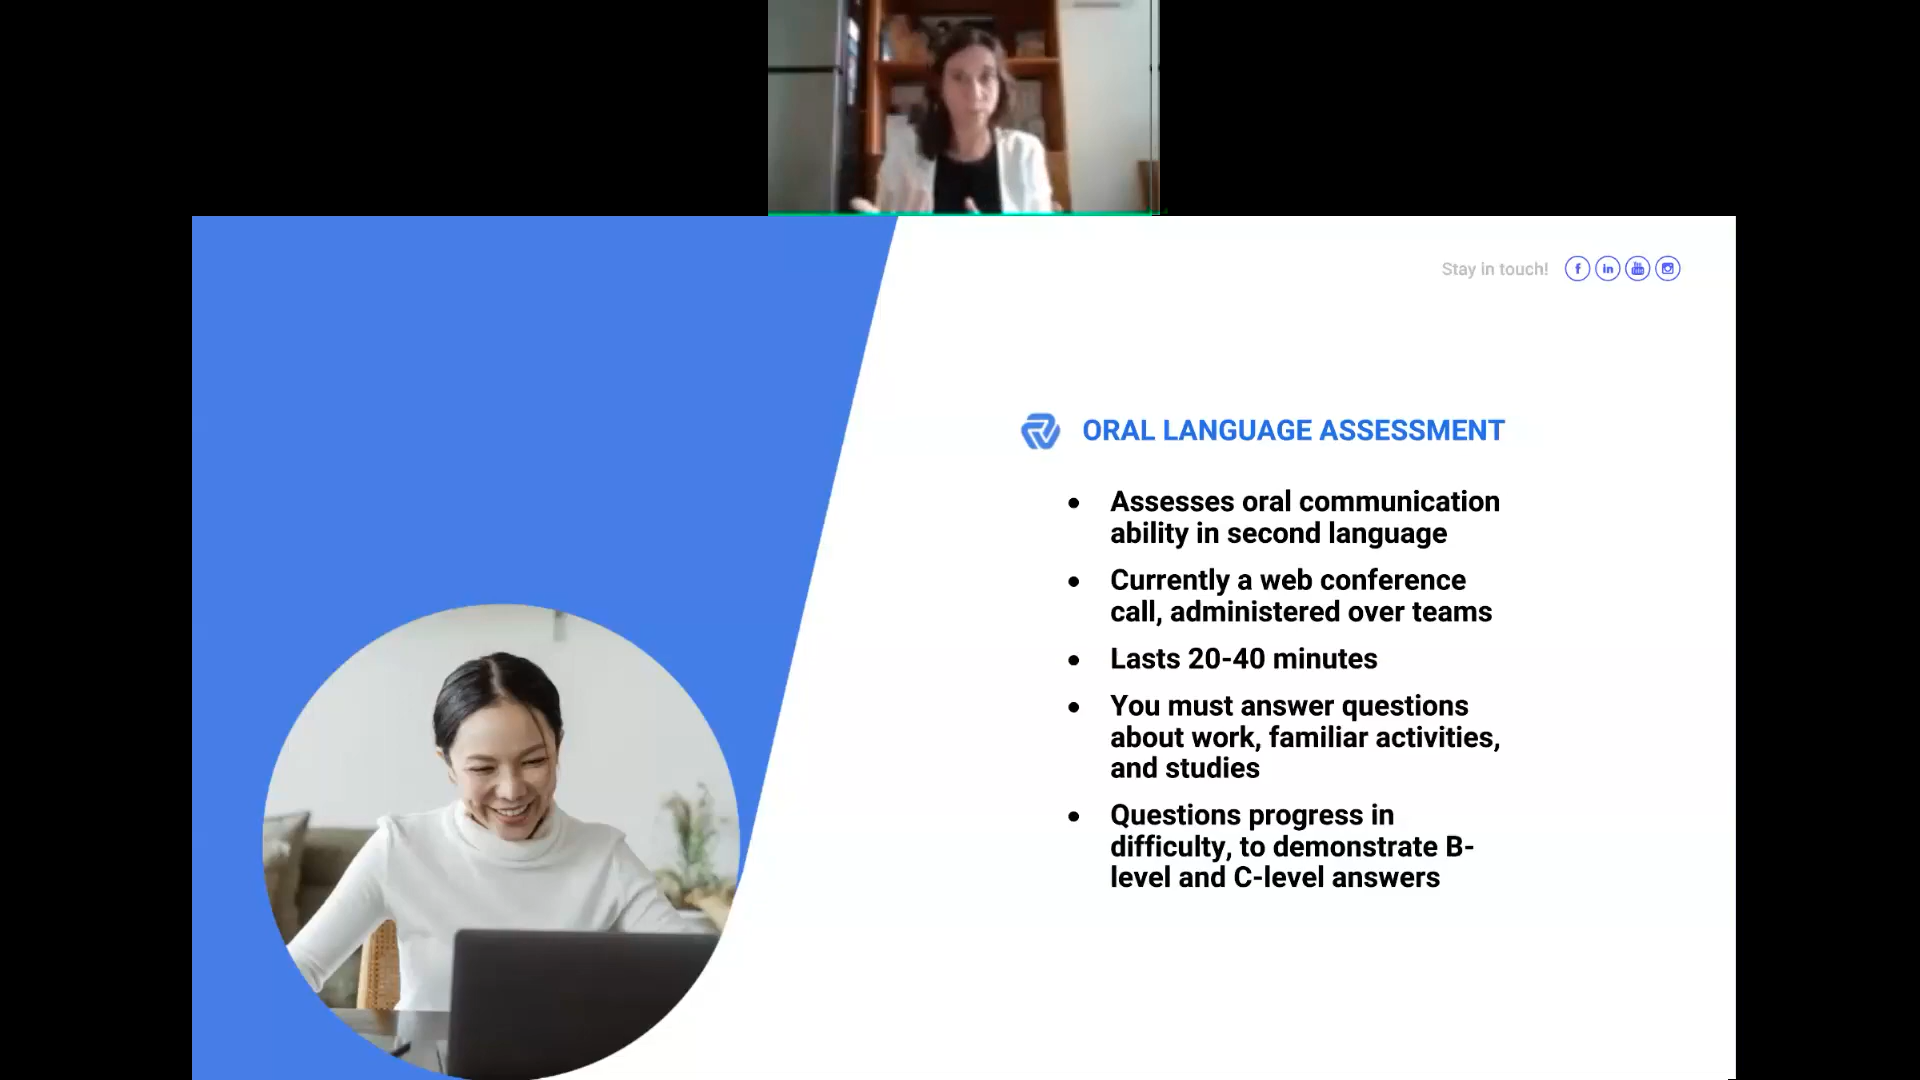 Stay in touch!
ORAL LANGUAGE ASSESSMENT
• Assesses oral communication
ability in second language
• Currently a web conference
call, administered over teams
• Lasts 20-40 minutes
• You must answer questions
about work, familiar activities,
and studies
• Questions progress in
difficulty, to demonstrate B-
level and C-level answers